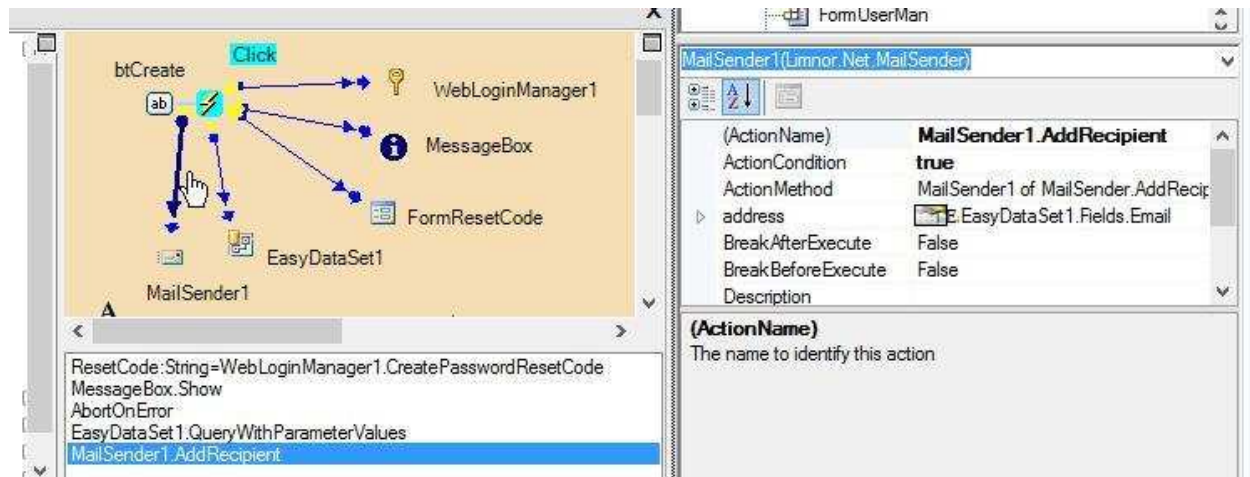 X
FormUserMan
Click
btCreate
ab
WebLoginManager1
MessageBox
FormResetCode
EasyDataSet1
MailSender1
A
ResetCode:String=WebLoginManager1.CreatePasswordResetCode
MessageBox.Show
AbortOnError
EasyDataSet1.QueryWithParameterValues
MailSender1.AddRecipient
MailSender1(Limnor.Net.MailSender)
(ActionName) MailSender1.AddRecipient
ActionCondition true
ActionMethod MailSender1 of MailSender.AddRecip
address E.EasyDataSet1.Fields.Email
BreakAfterExecute False
BreakBeforeExecute False
Description
(ActionName)
The name to identify this action